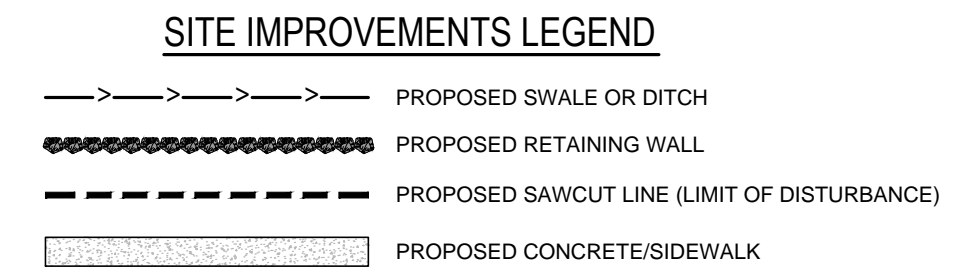 SITE IMPROVEMENTS LEGEND
PROPOSED SWALE OR DITCH
PROPOSED RETAINING WALL
PROPOSED SAWCUT LINE (LIMIT OF DISTURBANCE)
PROPOSED CONCRETE/SIDEWALK